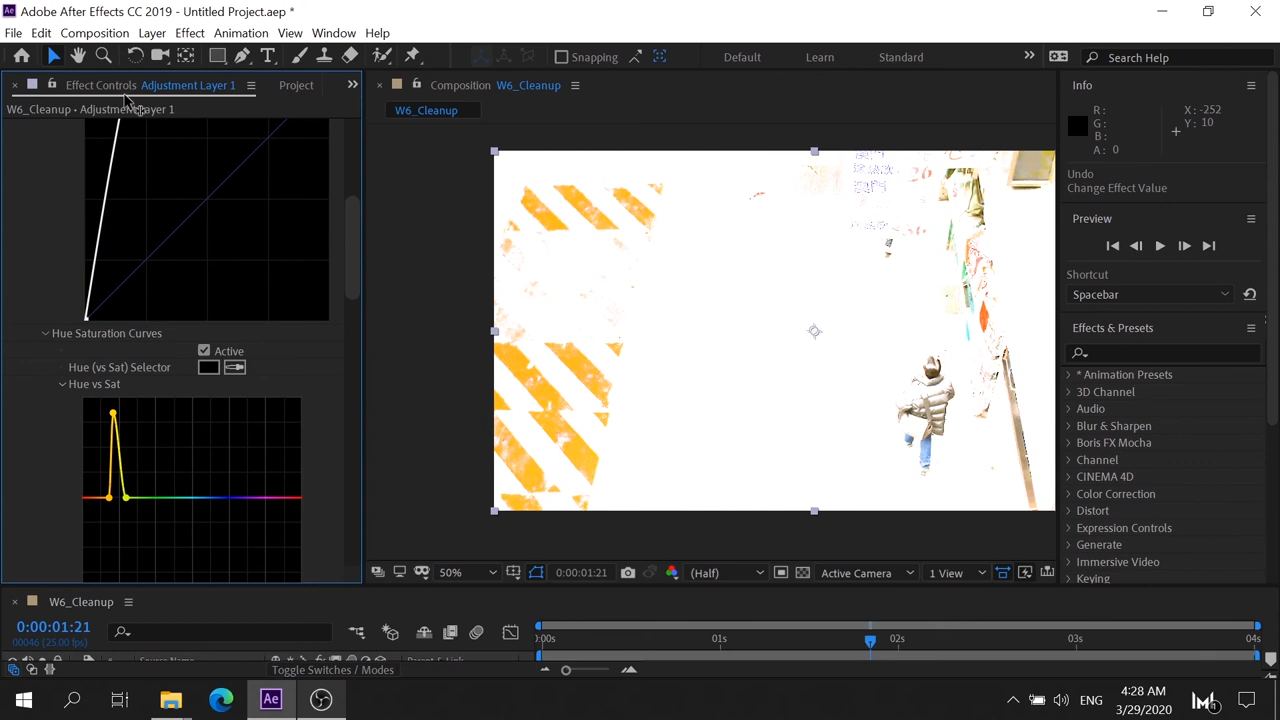 Adobe After Effects CC 2019 - Untitled Project.aep *
File Edit Composition Layer Effect Animation View Window Help
Snapping Default Learn Standard Search Help
Effect Controls Adjustment Layer 1 Project
W6_Cleanup • Adjustment Layer 1
Composition W6_Cleanup
W6_Cleanup
Info
R: G: B: A: 0
X: -252
Y: 10
Undo
Change Effect Value
Preview
Shortcut
Spacebar
Effects & Presets
* Animation Presets
3D Channel
Audio
Blur & Sharpen
Boris FX Mocha
Channel
CINEMA 4D
Color Correction
Distort
Expression Controls
Generate
Immersive Video
Keying
Hue Saturation Curves
Active
Hue (vs Sat) Selector
Hue vs Sat
50% 0:00:01:21 (Half) Active Camera 1 View
W6_Cleanup
0:00:01:21
00046 (25.00 fps)
:00s 01s 02s 03s 04s
Source Name Parent & Link
Toggle Switches / Modes
ENG
4:28 AM
3/29/2020